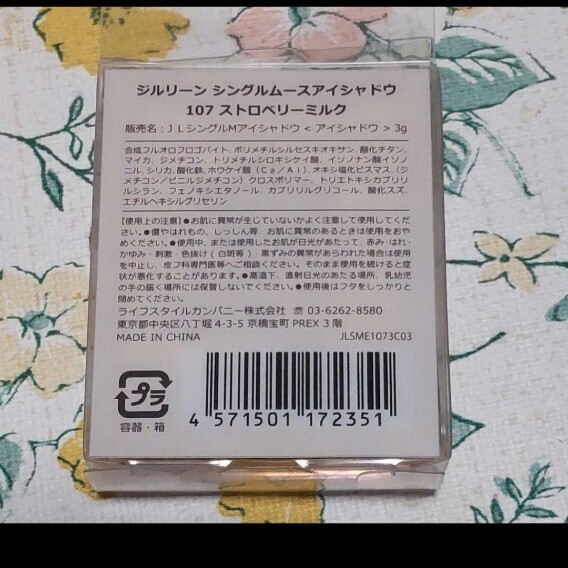 ジルリーン シングルムースアイシャドウ
107 ストロベリーミルク
販売名：ＪＬシングルMアイシャドウ < アイシャドウ > 3g
合成フルオロフロゴパイト、ポリメチルシルセスキオキサン、酸化チタン、
マイカ、ジメチコン、トリメチルシロキシケイ酸、イソノナン酸イソノ
ニル、シリカ、酸化鉄、ホウケイ酸（Ca／Al）、オキシ塩化ビスマス、(ジ
メチコン／ビニルジメチコン）クロスポリマー、トリエトキシカプリリ
ルシラン、フェノキシエタノール、カプリリルグリコール、酸化スズ、
エチルヘキシルグリセリン
【使用上の注意】●お肌に異常が生じていないかよく注意して使用してくだ
さい。●傷やはれもの、しっしん等、お肌に異常のあるときは使用をおや
めください。●使用中、または使用したお肌が日光があたって、赤み・はれ・
かゆみ・刺激・色抜け（白斑等）・黒ずみの異常があらわれた場合は使用
を中止し、皮フ科専門医等へご相談ください。そのまま使用を続けると症
状が悪化することがあります。●高温下、直射日光のあたる場所、乳幼児
の手の届く場所には保管しないでください。●使用後はフタをしっかりと
閉めてください。
ライフスタイルカンパニー株式会社 ☎ 03-6262-8580
東京都中央区八丁堀 4-3-5 京橋宝町 PREX 3 階
MADE IN CHINA JLSME1073C03
プラ
容器・箱
4 571501 172351